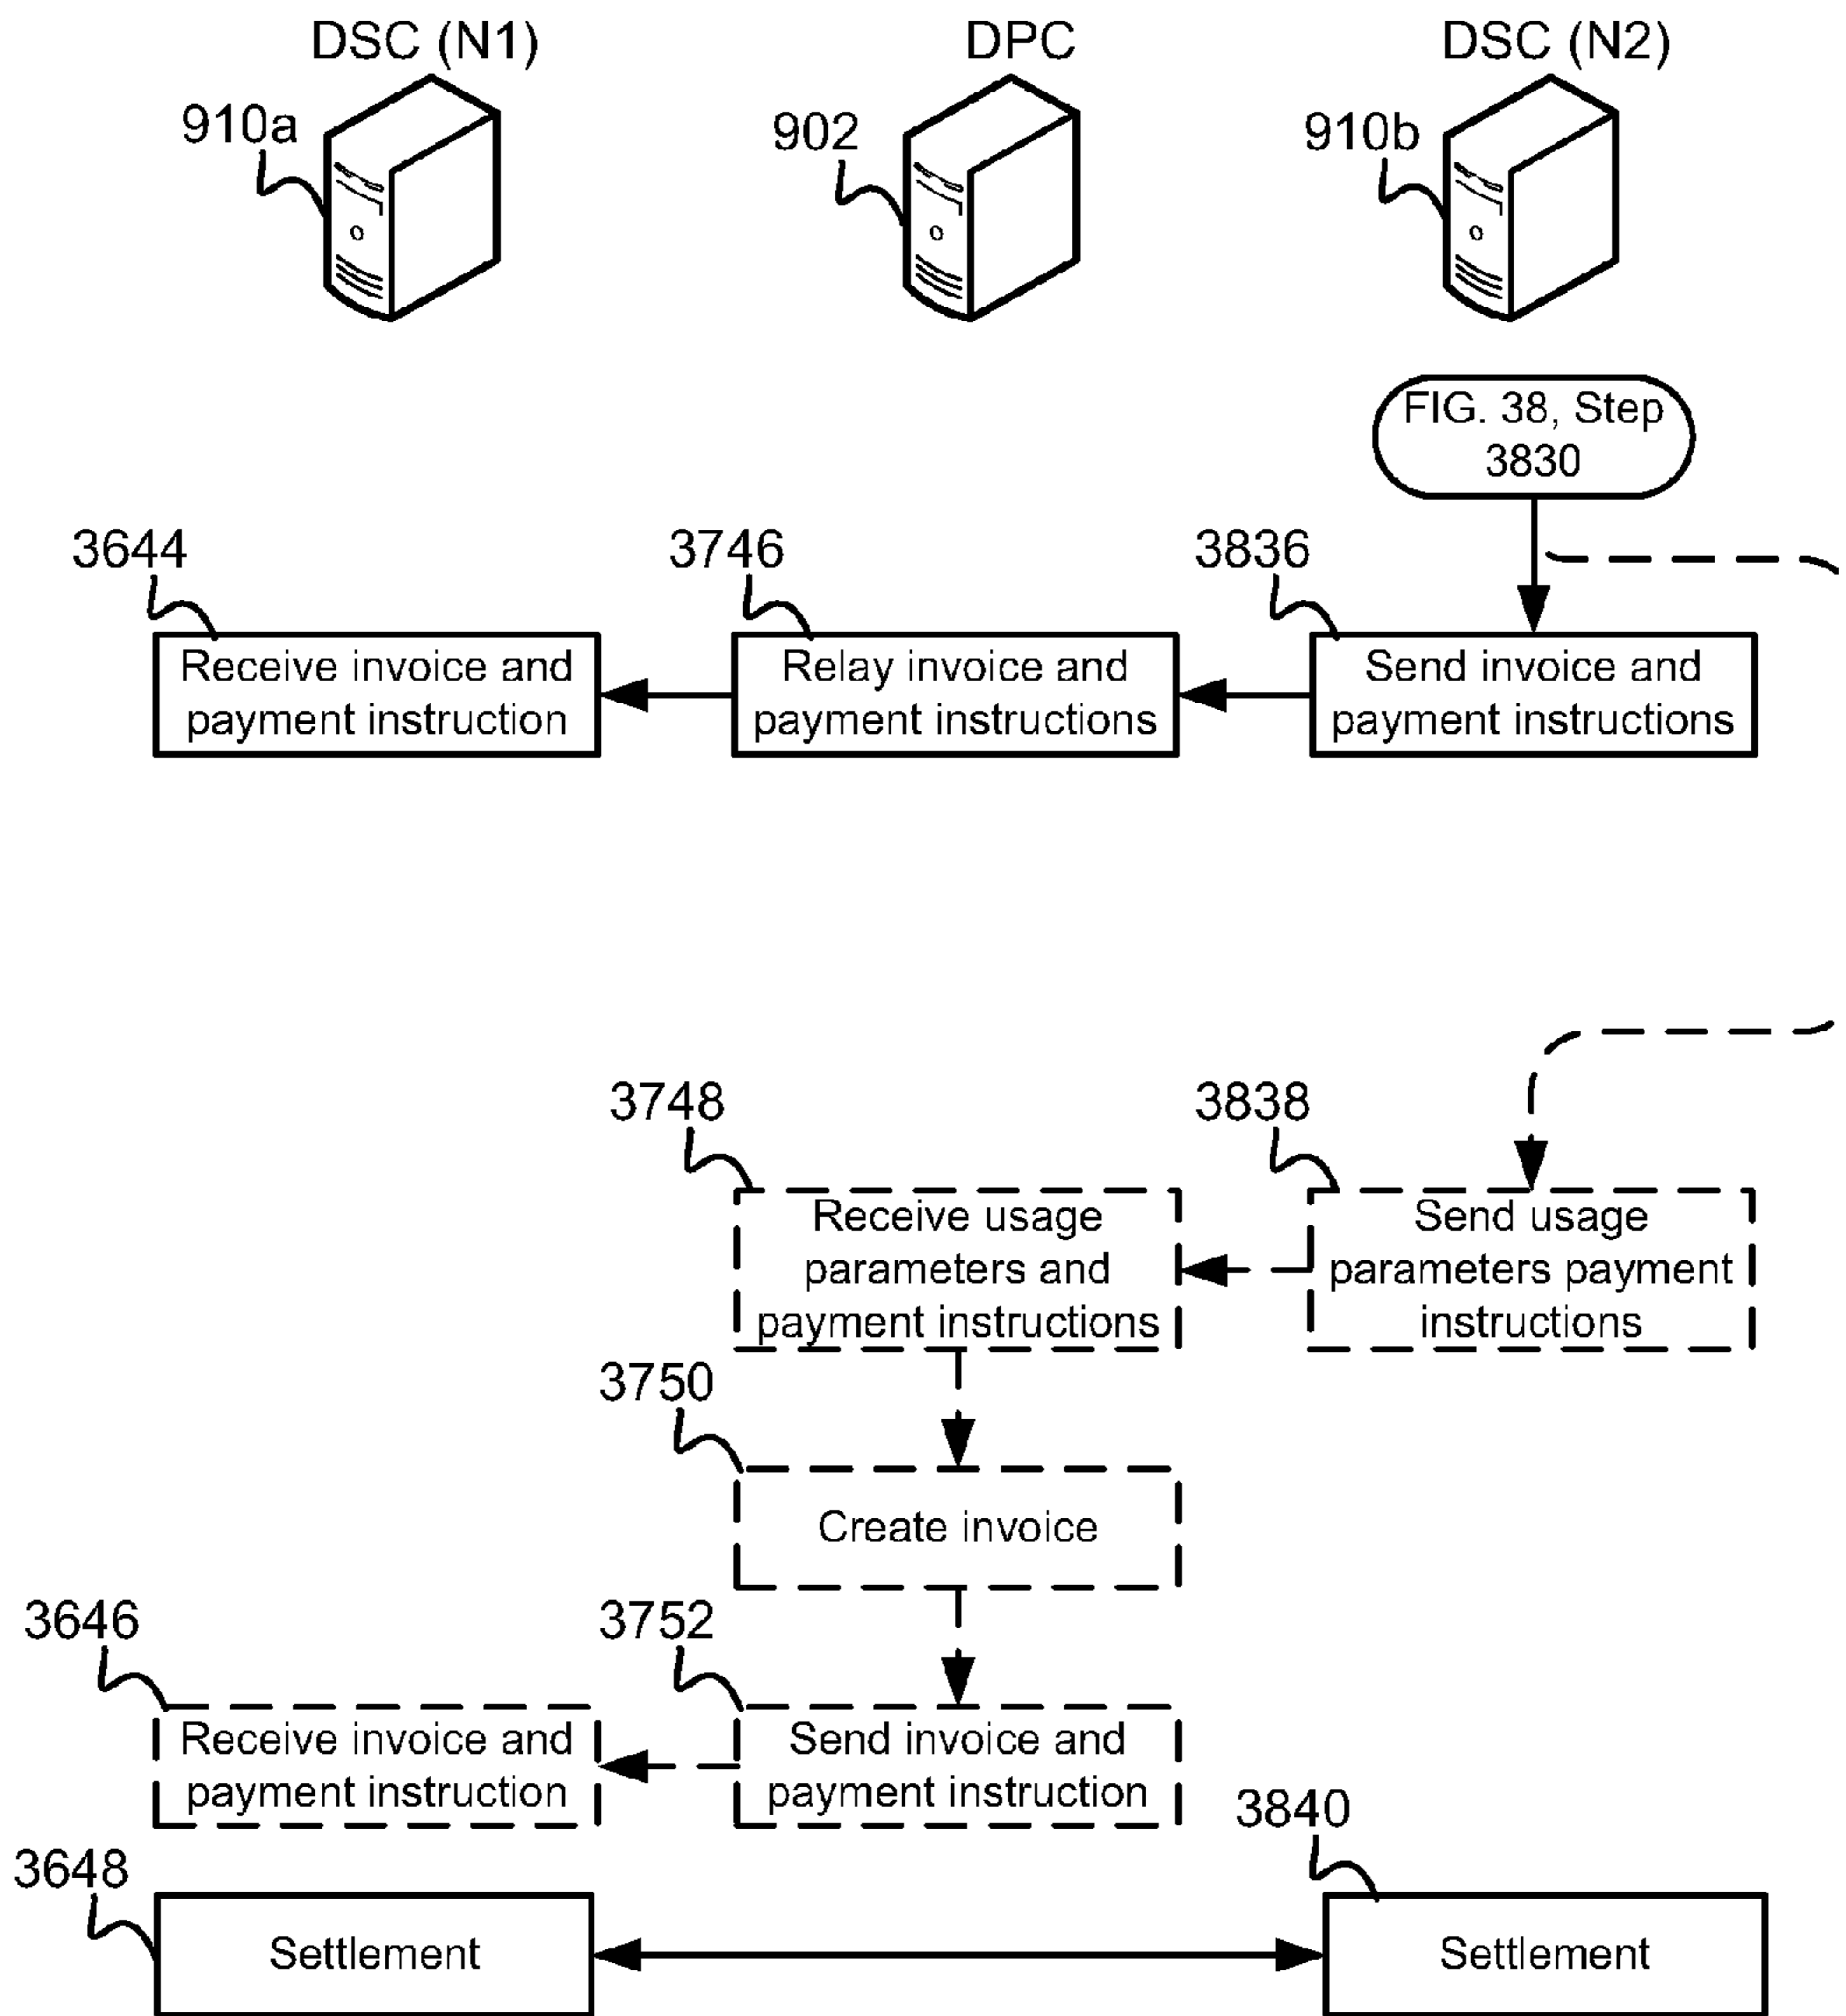 DSC (N1)
DPC
DSC (N2)
910a
902
910b
FIG. 38, Step
3830
3644
3746
3836
Receive invoice and
payment instruction
Relay invoice and
payment instructions
Send invoice and
payment instructions
3748
3838
Receive usage
parameters and
payment instructions
Send usage
parameters payment
instructions
3750
Create invoice
3646
3752
Receive invoice and
payment instruction
Send invoice and
payment instruction
3840
3648
Settlement
Settlement